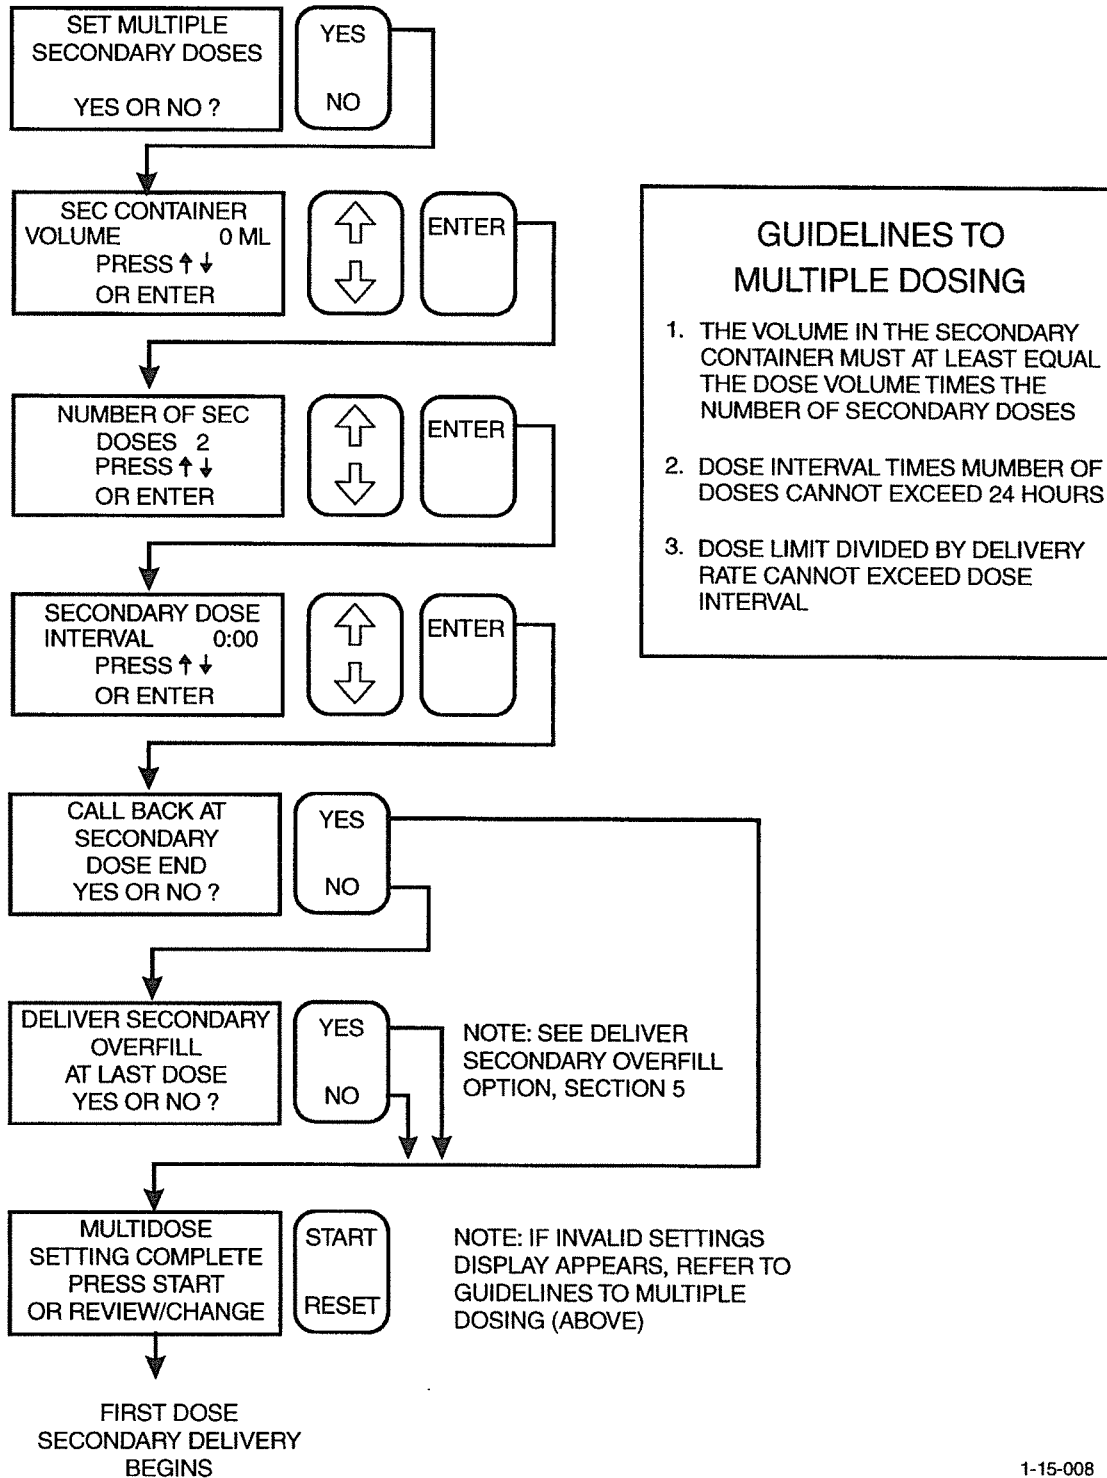 SET MULTIPLE
SECONDARY DOSES
YES OR NO ?
YES
NO
SEC CONTAINER
VOLUME 0 ML
PRESS ↑ ↓
OR ENTER
ENTER
NUMBER OF SEC
DOSES 2
PRESS ↑ ↓
OR ENTER
ENTER
SECONDARY DOSE
INTERVAL 0:00
PRESS ↑ ↓
OR ENTER
ENTER
GUIDELINES TO
MULTIPLE DOSING
1. THE VOLUME IN THE SECONDARY
CONTAINER MUST AT LEAST EQUAL
THE DOSE VOLUME TIMES THE
NUMBER OF SECONDARY DOSES
2. DOSE INTERVAL TIMES MUMBER OF
DOSES CANNOT EXCEED 24 HOURS
3. DOSE LIMIT DIVIDED BY DELIVERY
RATE CANNOT EXCEED DOSE
INTERVAL
CALL BACK AT
SECONDARY
DOSE END
YES OR NO ?
YES
NO
DELIVER SECONDARY
OVERFILL
AT LAST DOSE
YES OR NO ?
YES
NO
NOTE: SEE DELIVER
SECONDARY OVERFILL
OPTION, SECTION 5
MULTIDOSE
SETTING COMPLETE
PRESS START
OR REVIEW/CHANGE
START
RESET
NOTE: IF INVALID SETTINGS
DISPLAY APPEARS, REFER TO
GUIDELINES TO MULTIPLE
DOSING (ABOVE)
FIRST DOSE
SECONDARY DELIVERY
BEGINS
1-15-008